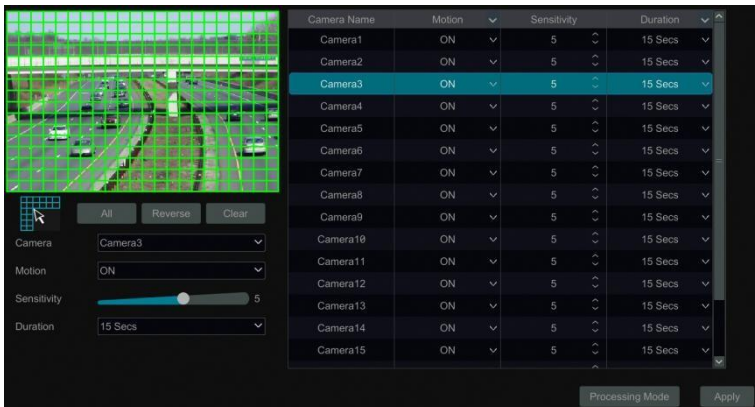 Camera Name Motion Sensitivity Duration
Camera1 ON 5 15 Secs
Camera2 ON 5 15 Secs
Camera3 ON 5 15 Secs
Camera4 ON 5 15 Secs
Camera5 ON 5 15 Secs
Camera6 ON 5 15 Secs
Camera7 ON 5 15 Secs
Camera8 ON 5 15 Secs
Camera9 ON 5 15 Secs
Camera10 ON 5 15 Secs
Camera11 ON 5 15 Secs
Camera12 ON 5 15 Secs
Camera13 ON 5 15 Secs
Camera14 ON 5 15 Secs
Camera15 ON 5 15 Secs
All Reverse Clear
Camera Camera3
Motion ON
Sensitivity 5
Duration 15 Secs
Processing Mode Apply